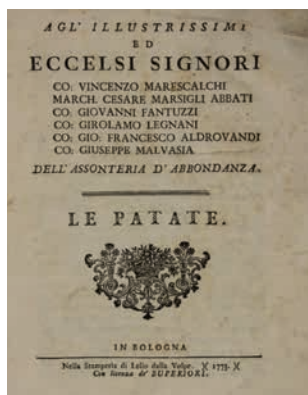 AGL' ILLUSTRISSIMI
ED
ECCELSI SIGNORI
CO: VINCENZO MARESCALCHI
MARCH. CESARE MARSIGLI ABBATI
CO: GIOVANNI FANTUZZI
CO: GIROLAMO LEGNANI
CO: GIO: FRANCESCO ALDROVANDI
CO: GIUSEPPE MALVASIA
DELL' ASSONTERIA D' ABBONDANZA.
LE PATATE.
IN BOLOGNA
Nella Stamperia di Lelio dalla Volpe. X 1773. X
Con licenza de' SUPERIORI.